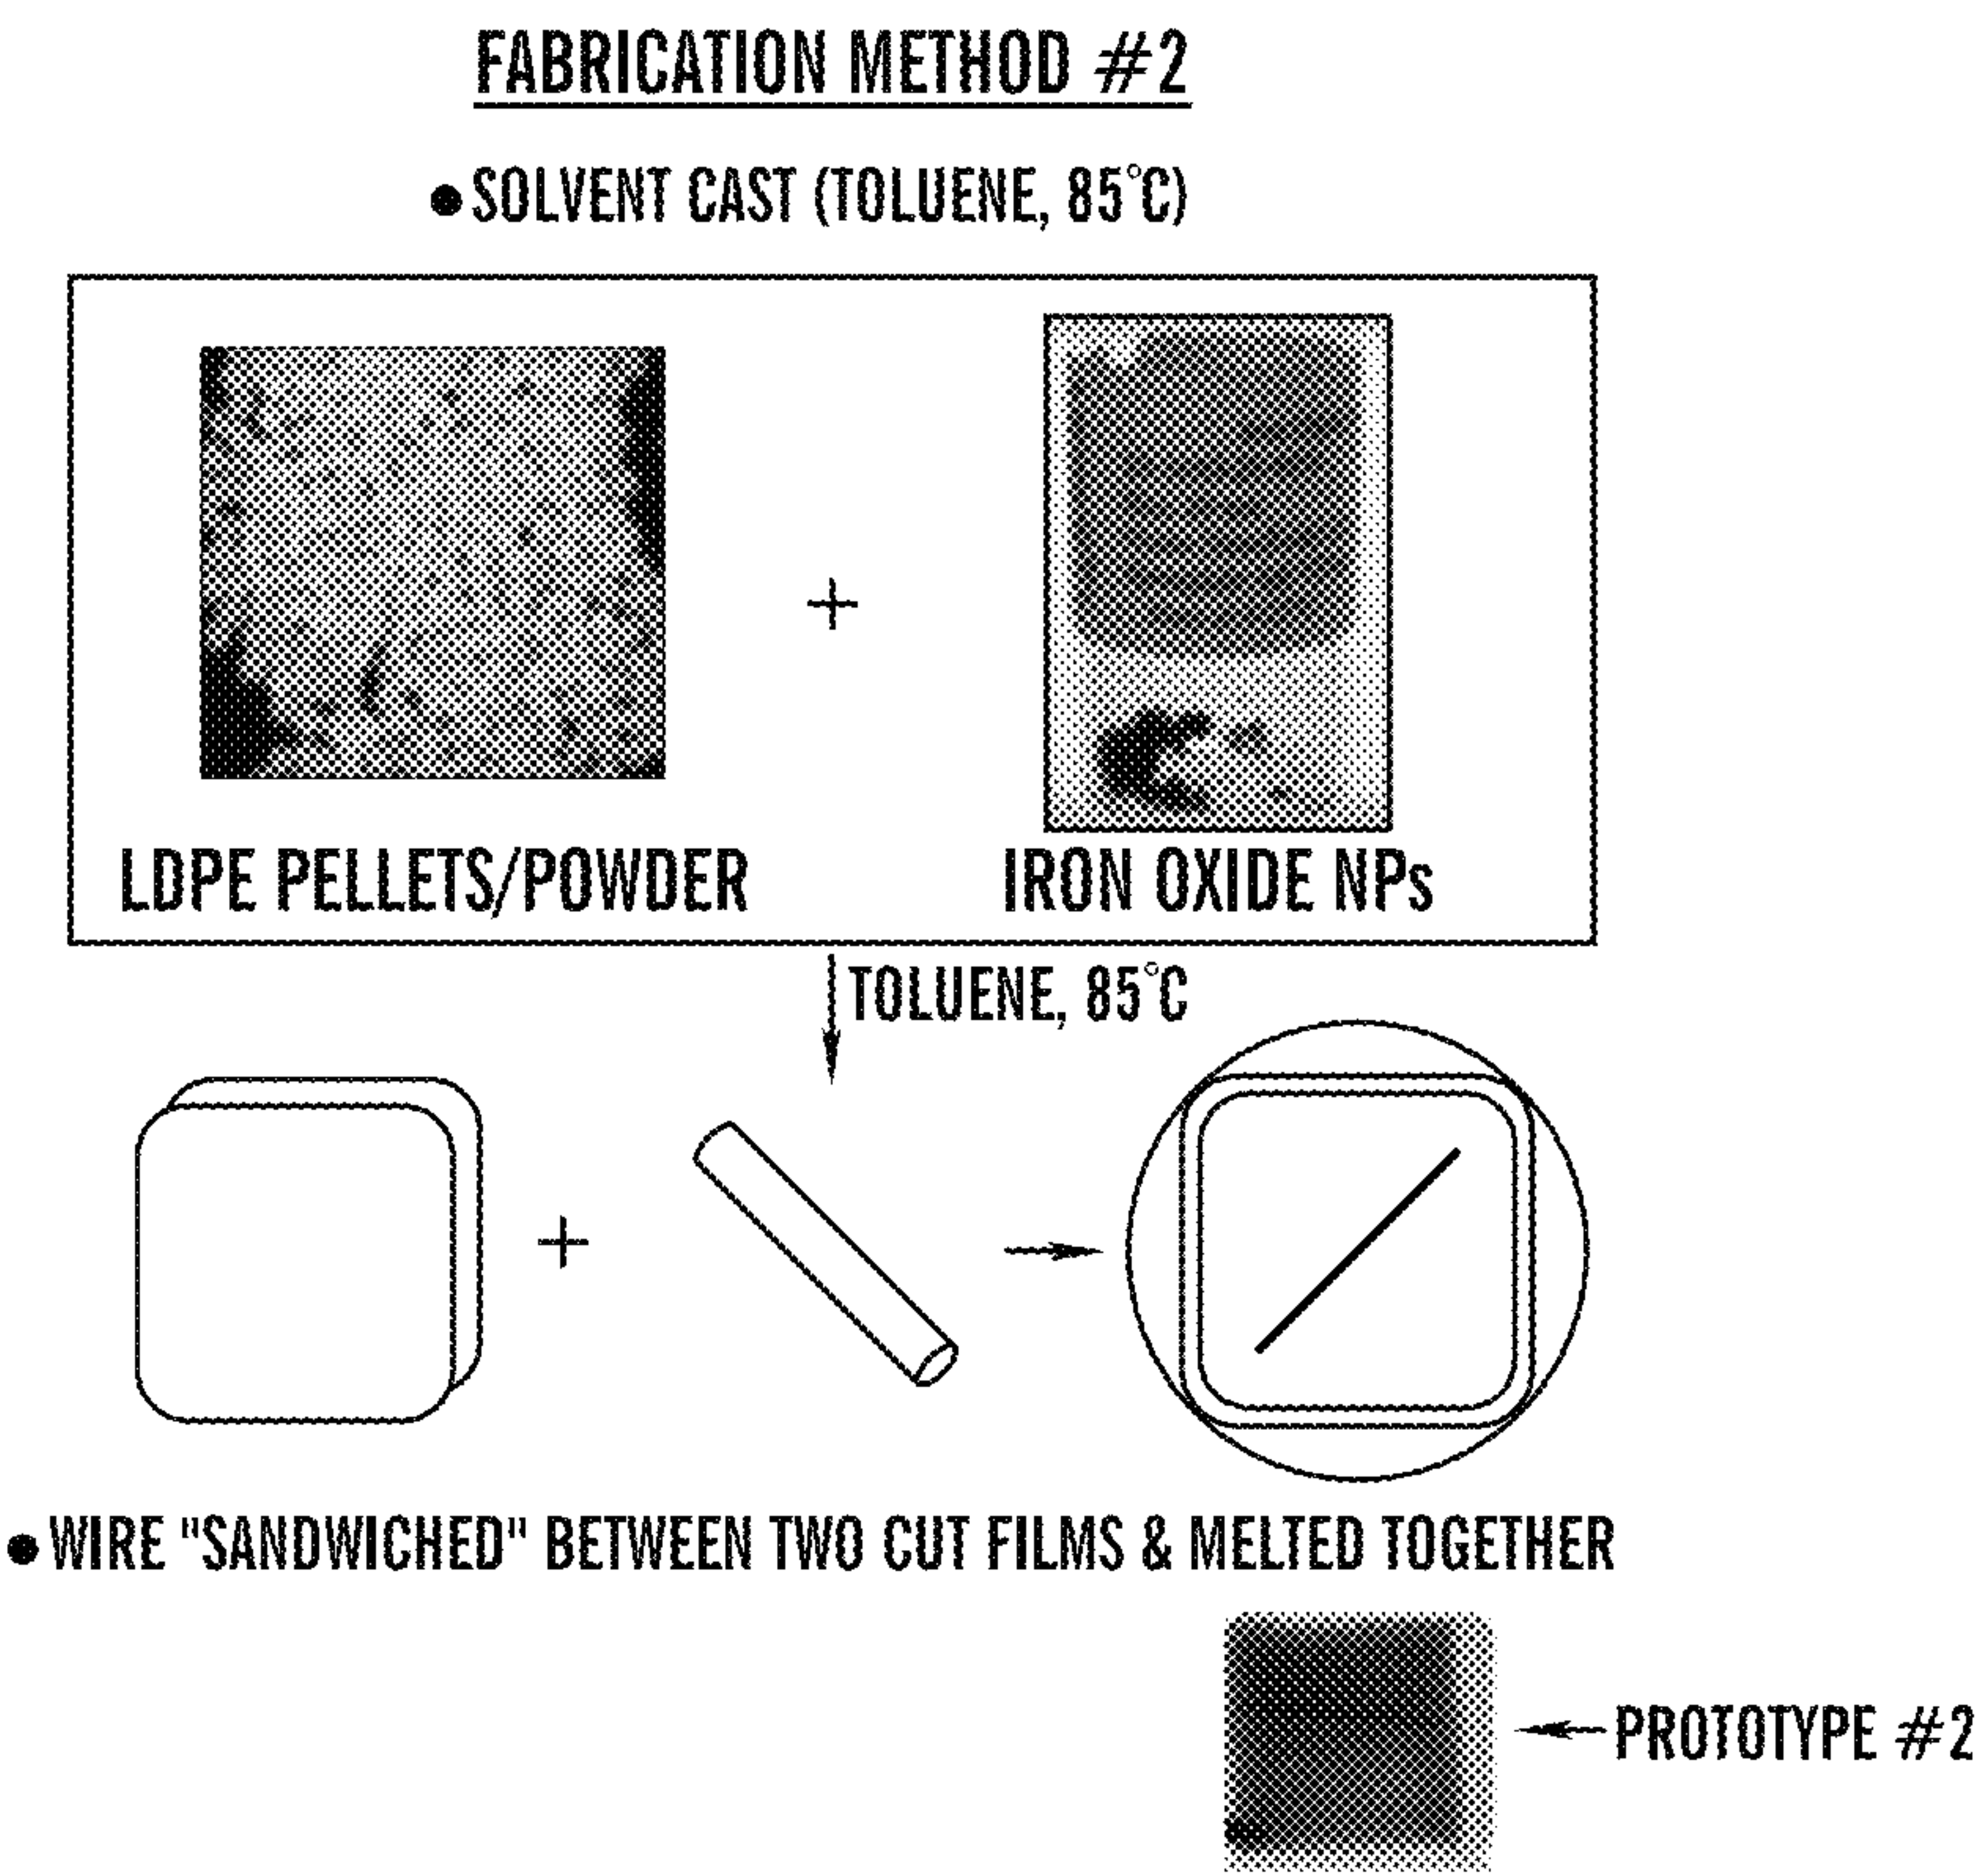 FABRICATION METHOD #2
● SOLVENT CAST (TOLUENE, 85°C)
+
LDPE PELLETS/POWDER
IRON OXIDE NPs
TOLUENE, 85°C
+
● WIRE "SANDWICHED" BETWEEN TWO CUT FILMS & MELTED TOGETHER
PROTOTYPE #2